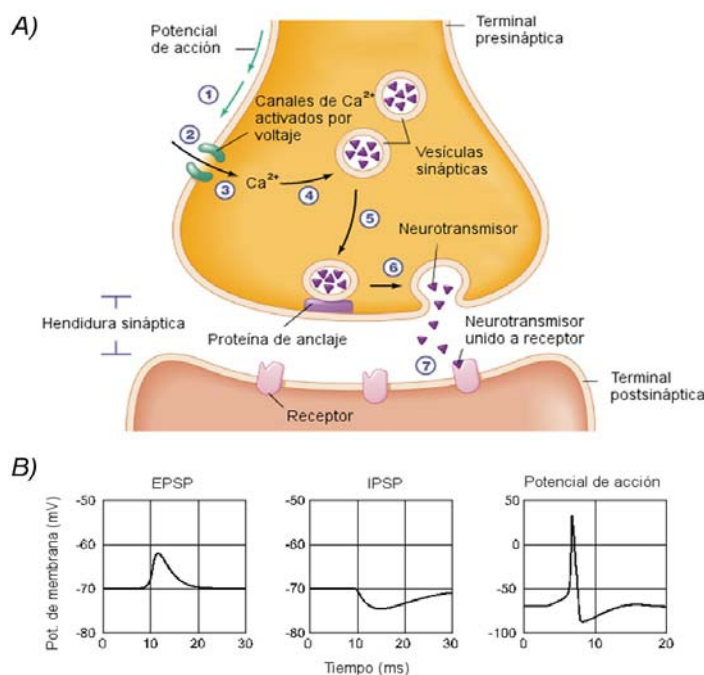 A)
Potencial
de acción
Terminal
presináptica
1
Canales de Ca2+
activados por
voltaje
2
Vesículas
sinápticas
3
Ca2+
4
5
Neurotransmisor
6
Hendidura sináptica
Proteína de anclaje
Neurotransmisor
unido a receptor
7
Terminal
postsináptica
Receptor
B)
EPSP
IPSP
Potencial de acción
Pot. de membrana (mV)
-50
-60
-70
-80
0 10 20 30
-50
-60
-70
-80
0 10 20 30
50
0
-50
-100
0 10 20
Tiempo (ms)